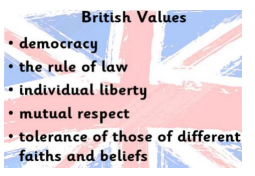 British Values
• democracy
• the rule of law
• individual liberty
• mutual respect
• tolerance of those of different
faiths and beliefs